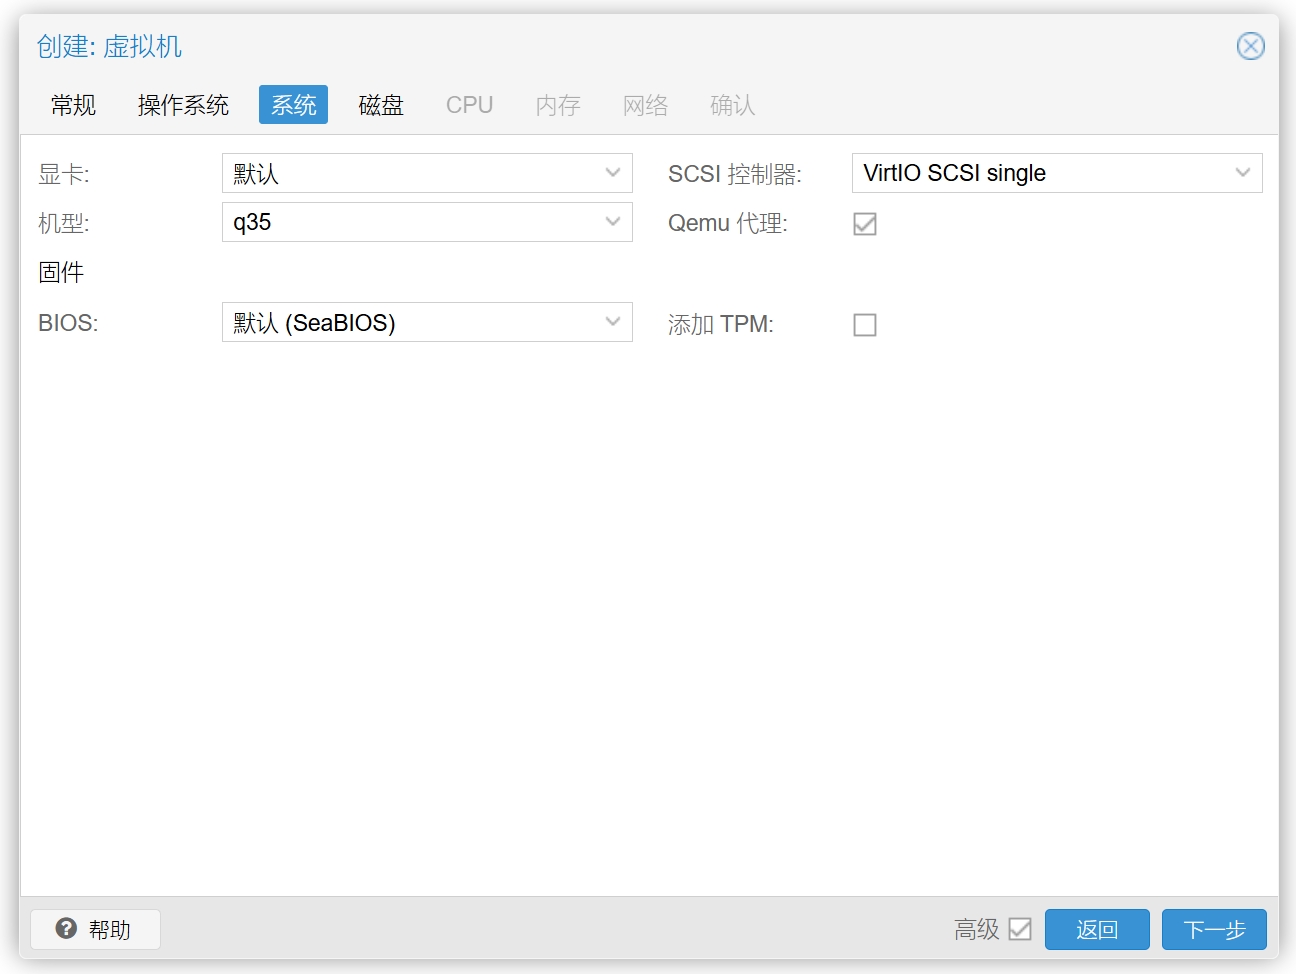 创建: 虚拟机
常规 操作系统 系统 磁盘 CPU 内存 网络 确认
显卡: 默认 SCSI 控制器: VirtIO SCSI single
机型: q35 Qemu 代理:
固件
BIOS: 默认 (SeaBIOS) 添加 TPM:
帮助 高级 返回 下一步